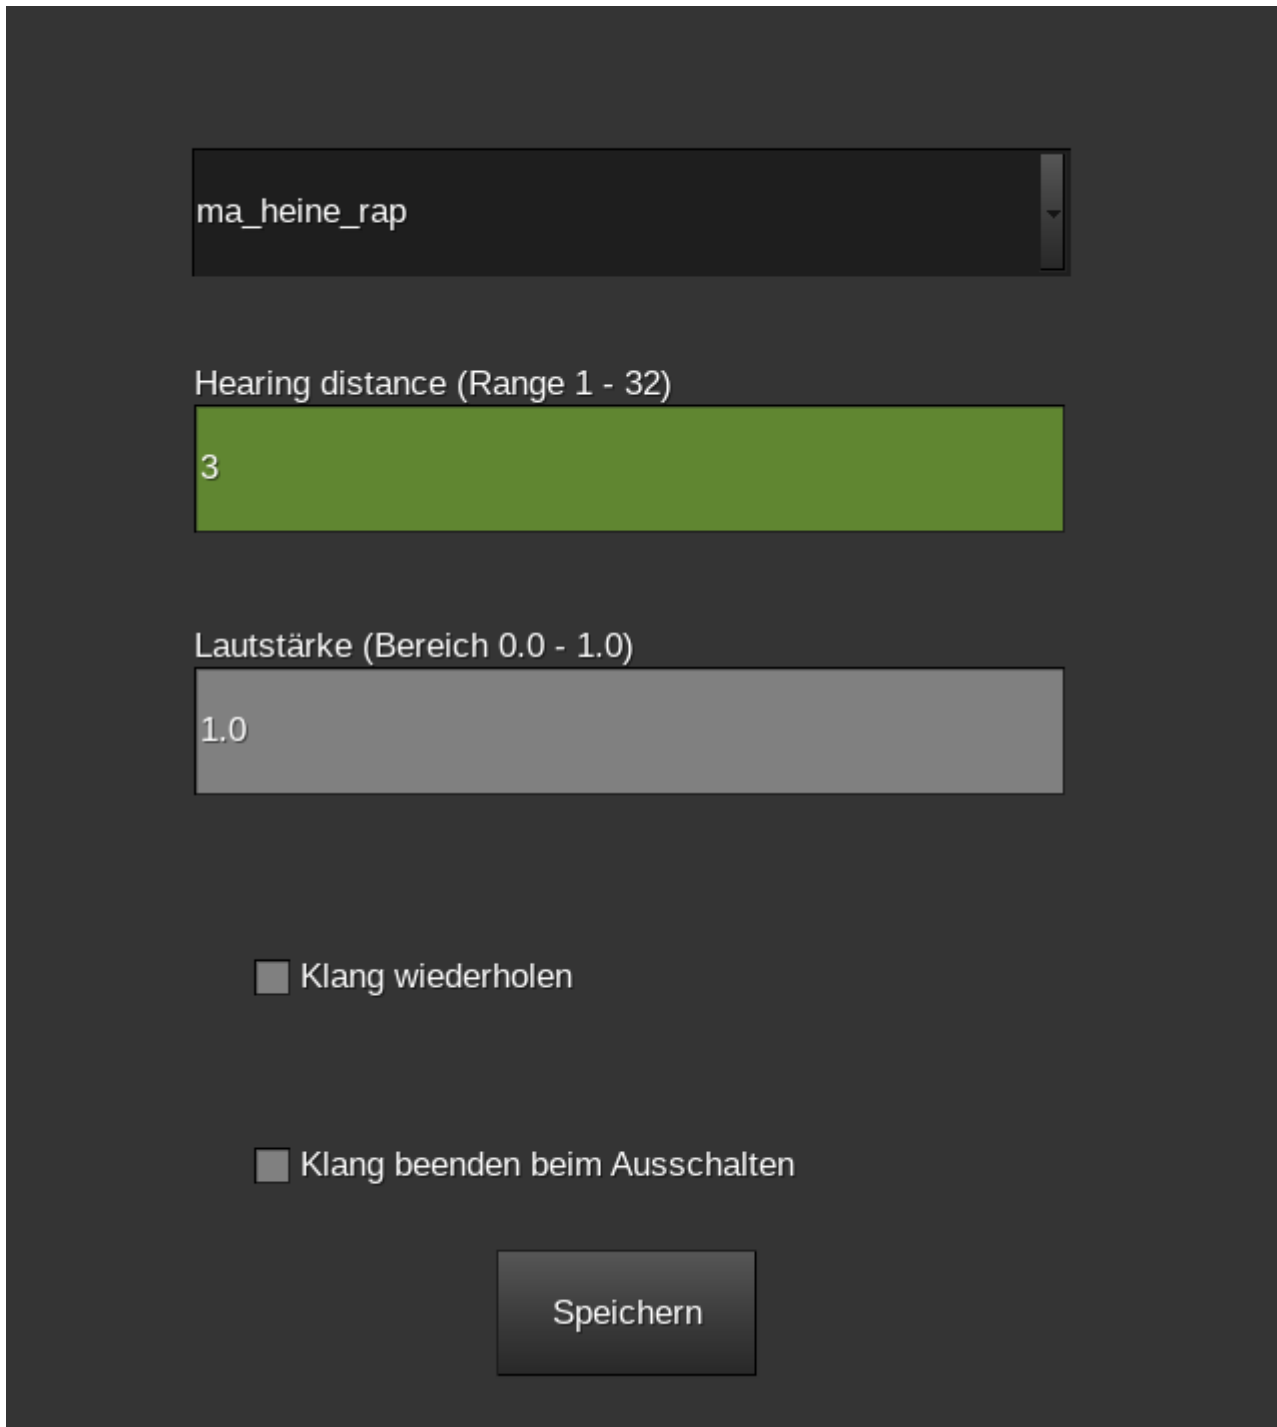 ma_heine_rap
Hearing distance (Range 1 - 32)
3
Lautstärke (Bereich 0.0 - 1.0)
1.0
Klang wiederholen
Klang beenden beim Ausschalten
Speichern